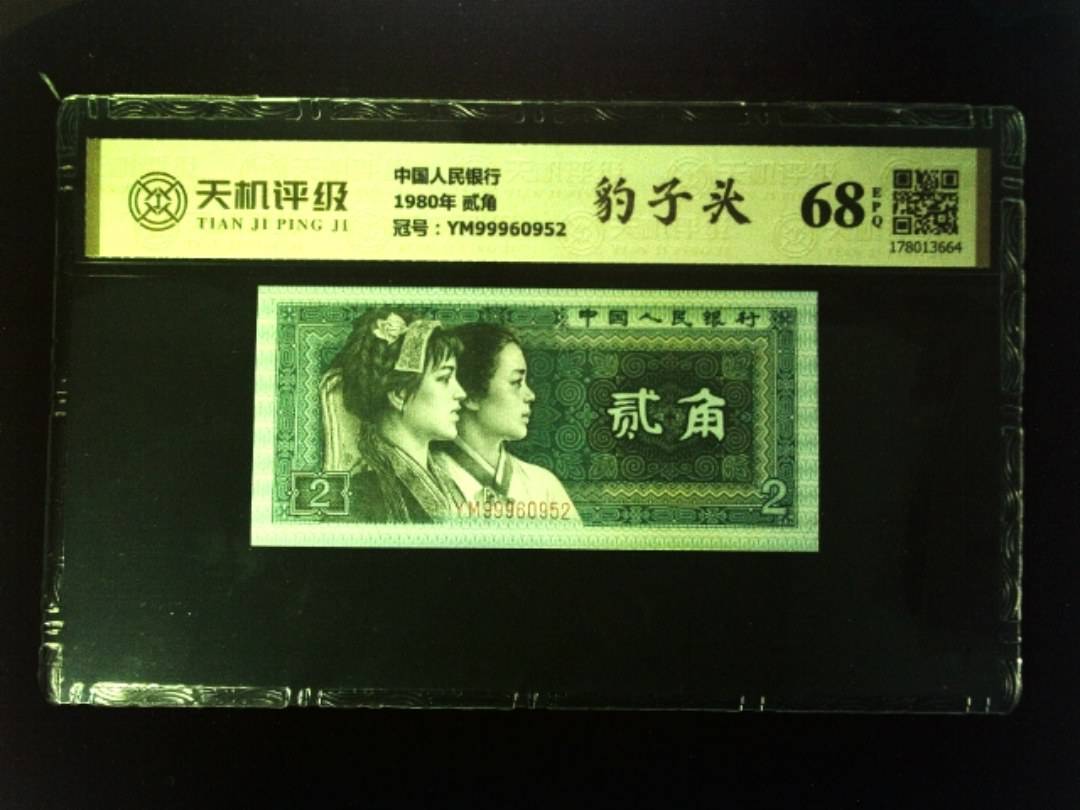 天机评级
TIAN JI PING JI
中国人民银行
1980年 贰角
冠号：YM99960952
豹子头
68
EPQ
178013664
中国人民银行
贰角
2
2
YM99960952